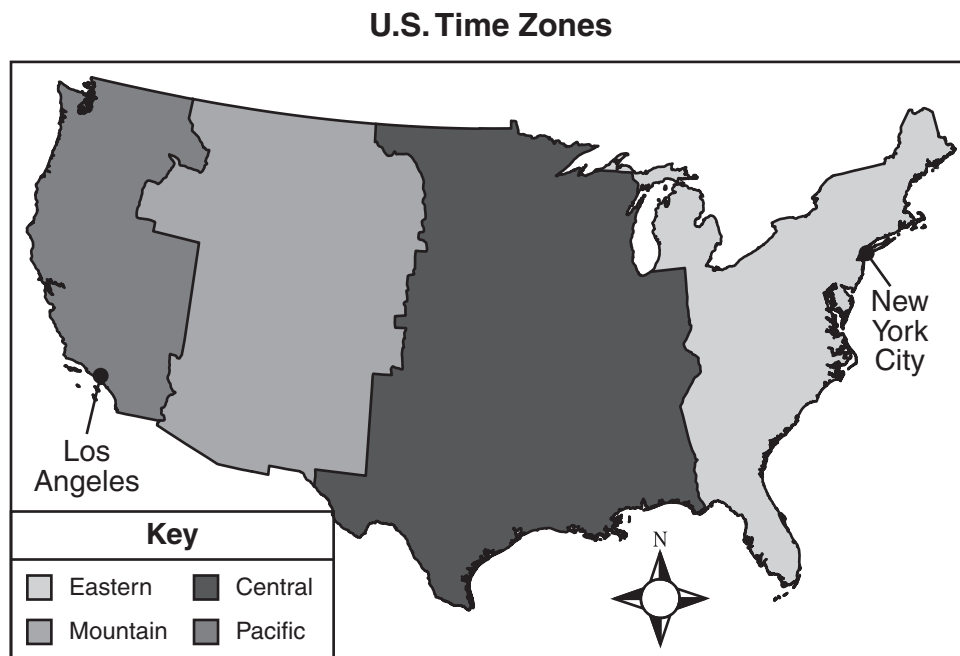 U.S. Time Zones
New
York
City
Los
Angeles
Key
N
Eastern
Central
Mountain
Pacific